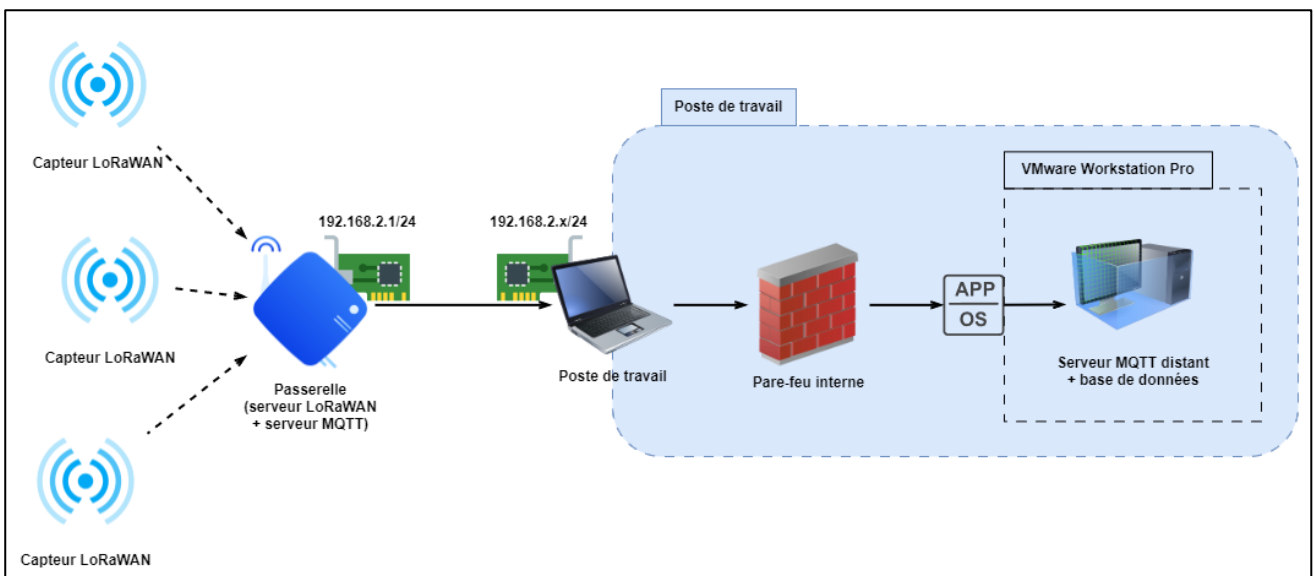 Poste de travail
Capteur LoRaWAN
VMware Workstation Pro
192.168.2.1/24
192.168.2.x/24
APP
OS
Capteur LoRaWAN
Passerelle
(serveur LoRaWAN
+ serveur MQTT)
Poste de travail
Pare-feu interne
Serveur MQTT distant
+ base de données
Capteur LoRaWAN